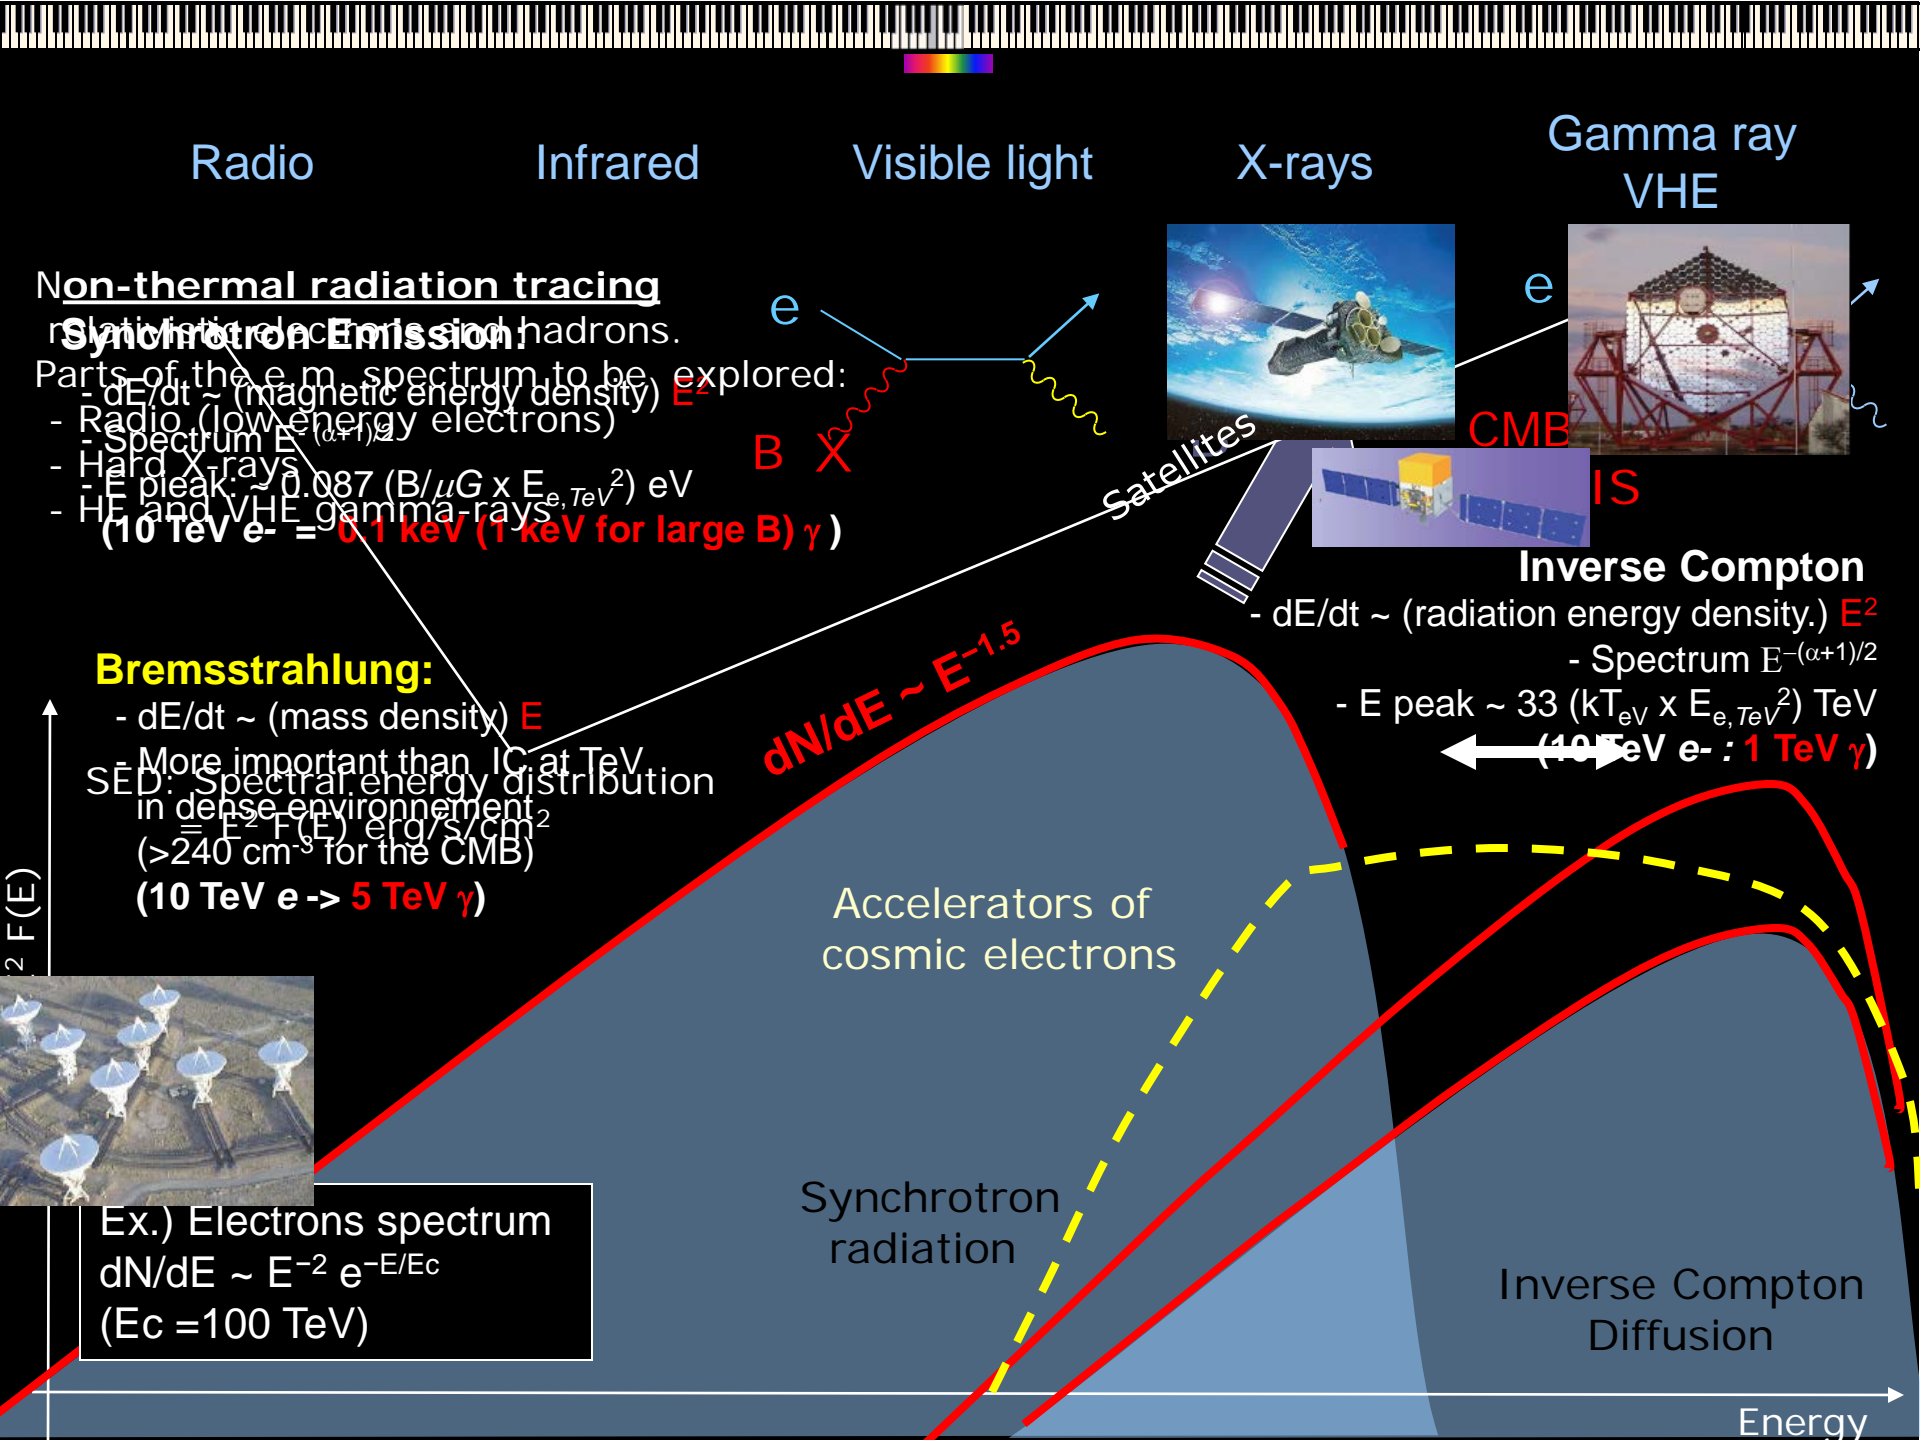 Radio
Infrared
Visible light
X-rays
Gamma ray
VHE
Non-thermal radiation tracing
relativistic electrons and hadrons.
Parts of the e.m. spectrum to be explored:
- Radio (low energy electrons)
- Hard X-rays
- HE and VHE gamma-rays
Synchrotron Emission:
- dE/dt ~ (magnetic energy density) E²
- Spectrum E⁻⁽α⁺¹⁾/²
- E pieak: ~ 0.087 (B/μG x Ee,TeV²) eV
(10 TeV e- = 0.1 keV (1 keV for large B) γ )
e
B X
Satellites
e
CMB
IS
Inverse Compton
- dE/dt ~ (radiation energy density.) E²
- Spectrum E⁻⁽α⁺¹⁾/²
- E peak ~ 33 (kTeV x Ee,TeV²) TeV
(10 TeV e- : 1 TeV γ)
Bremsstrahlung:
- dE/dt ~ (mass density) E
- More important than IC at TeV
in dense environnement
(>240 cm⁻³ for the CMB)
(10 TeV e -> 5 TeV γ)
SED: Spectral energy distribution
= E² F(E) erg/s/cm²
dN/dE ~ E⁻¹·⁵
² F(E)
Accelerators of
cosmic electrons
Synchrotron
radiation
Inverse Compton
Diffusion
Ex.) Electrons spectrum
dN/dE ~ E⁻² e⁻ᴱ/ᴱᶜ
(Ec =100 TeV)
Energy